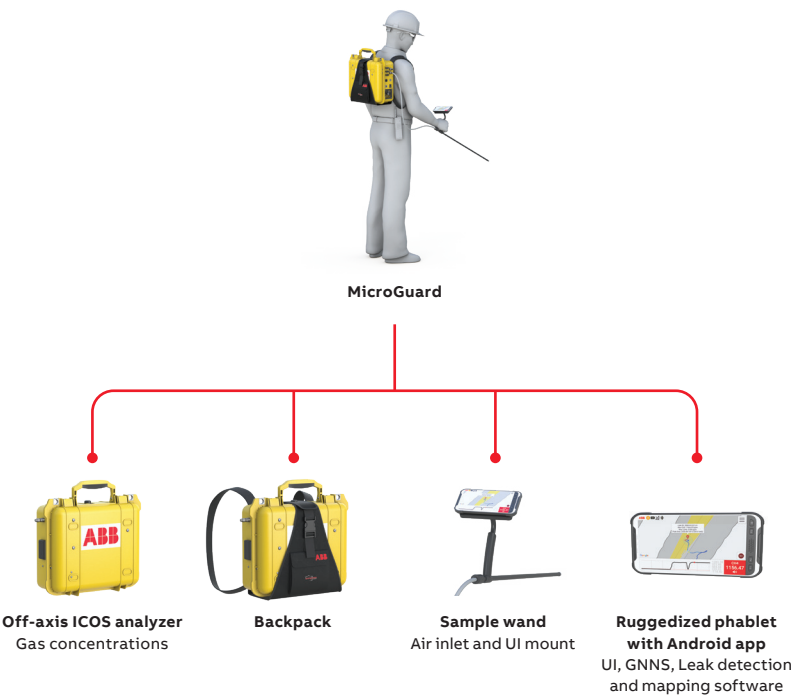 ABB
MicroGuard
ABB
ABB
Off-axis ICOS analyzer
Gas concentrations
Backpack
Sample wand
Air inlet and UI mount
Ruggedized phablet
with Android app
UI, GNNS, Leak detection
and mapping software